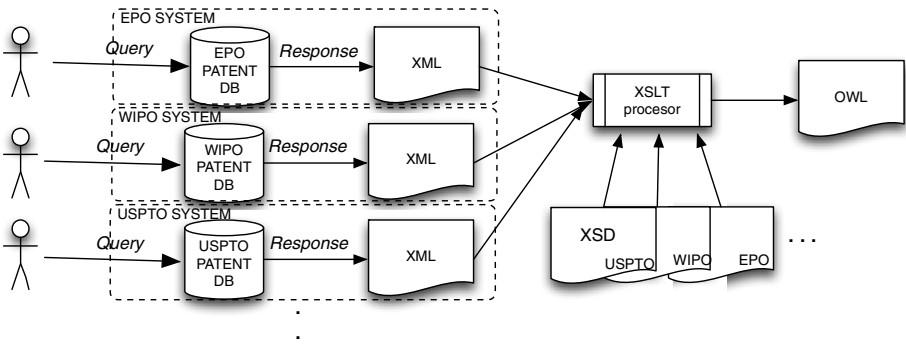 EPO SYSTEM
Query
EPO
PATENT
DB
Response
XML
XSLT
procesor
OWL
WIPO SYSTEM
Query
WIPO
PATENT
DB
Response
XML
USPTO SYSTEM
Query
USPTO
PATENT
DB
Response
XML
XSD
USPTO
WIPO
EPO
. . .
.
.